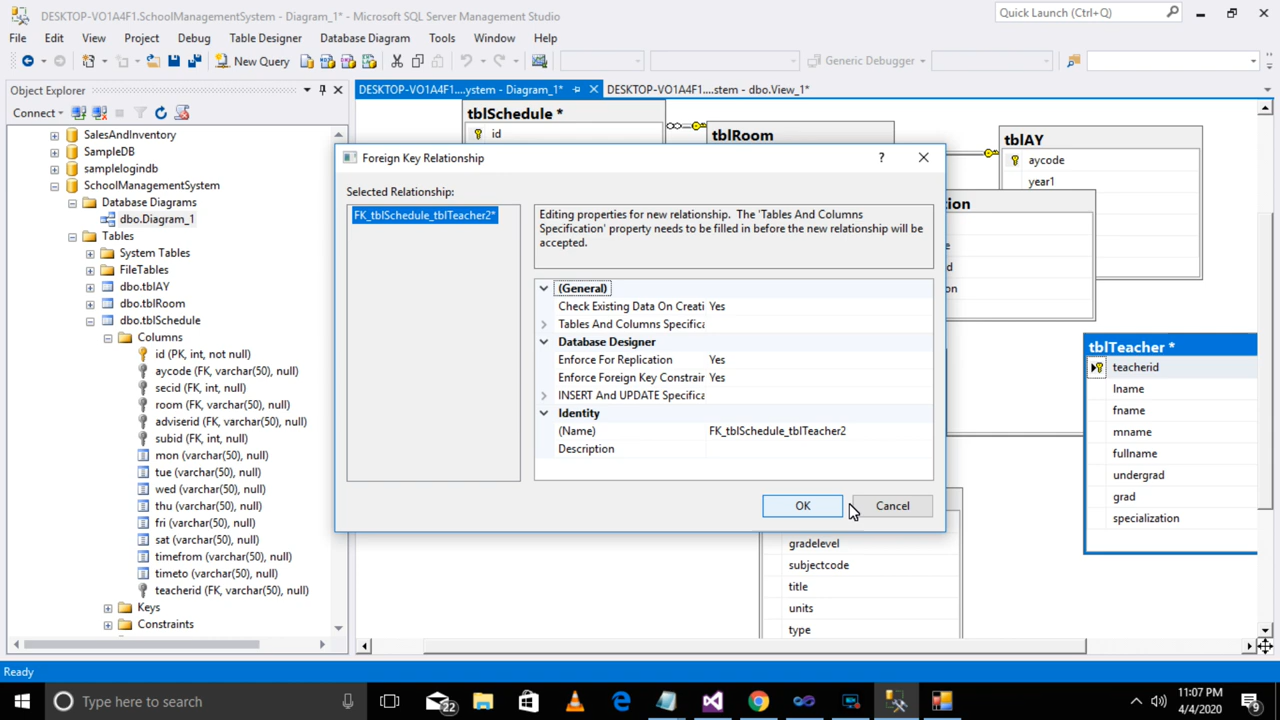 DESKTOP-VO1A4F1.SchoolManagementSystem - Diagram_1* - Microsoft SQL Server Management Studio
Quick Launch (Ctrl+Q)
File Edit View Project Debug Table Designer Database Diagram Tools Window Help
New Query
Generic Debugger
Object Explorer
DESKTOP-VO1A4F1....ystem - Diagram_1*
DESKTOP-VO1A4F1....stem - dbo.View_1*
Connect
SalesAndInventory
SampleDB
samplelogindb
SchoolManagementSystem
Database Diagrams
dbo.Diagram_1
Tables
System Tables
FileTables
dbo.tblAY
dbo.tblRoom
dbo.tblSchedule
Columns
id (PK, int, not null)
aycode (FK, varchar(50), null)
secid (FK, int, null)
room (FK, varchar(50), null)
adviserid (FK, varchar(50), null)
subid (FK, int, null)
mon (varchar(50), null)
tue (varchar(50), null)
wed (varchar(50), null)
thu (varchar(50), null)
fri (varchar(50), null)
sat (varchar(50), null)
timefrom (varchar(50), null)
timeto (varchar(50), null)
teacherid (FK, varchar(50), null)
Keys
Constraints
tblSchedule *
id
tblRoom
tblAY
aycode
year1
ion
e
d
on
Foreign Key Relationship
Selected Relationship:
FK_tblSchedule_tblTeacher2*
Editing properties for new relationship. The 'Tables And Columns
Specification' property needs to be filled in before the new relationship will be
accepted.
(General)
Check Existing Data On Creati Yes
Tables And Columns Specifica
Database Designer
Enforce For Replication Yes
Enforce Foreign Key Constrain Yes
INSERT And UPDATE Specifica
Identity
(Name) FK_tblSchedule_tblTeacher2
Description
OK
Cancel
tblTeacher *
teacherid
lname
fname
mname
fullname
undergrad
grad
specialization
gradelevel
subjectcode
title
units
type
Ready
Type here to search
22
11:07 PM
4/4/2020
9